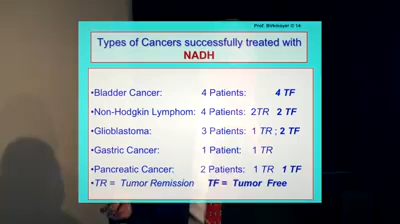 Prof. Birkmayer © 14
Types of Cancers successfully treated with
NADH
•Bladder Cancer: 4 Patients: 4 TF
•Non-Hodgkin Lymphom: 4 Patients: 2TR 2 TF
•Glioblastoma: 3 Patients: 1 TR ; 2 TF
•Gastric Cancer: 1 Patient: 1 TR
•Pancreatic Cancer: 2 Patients: 1 TR 1 TF
•TR = Tumor Remission TF = Tumor Free